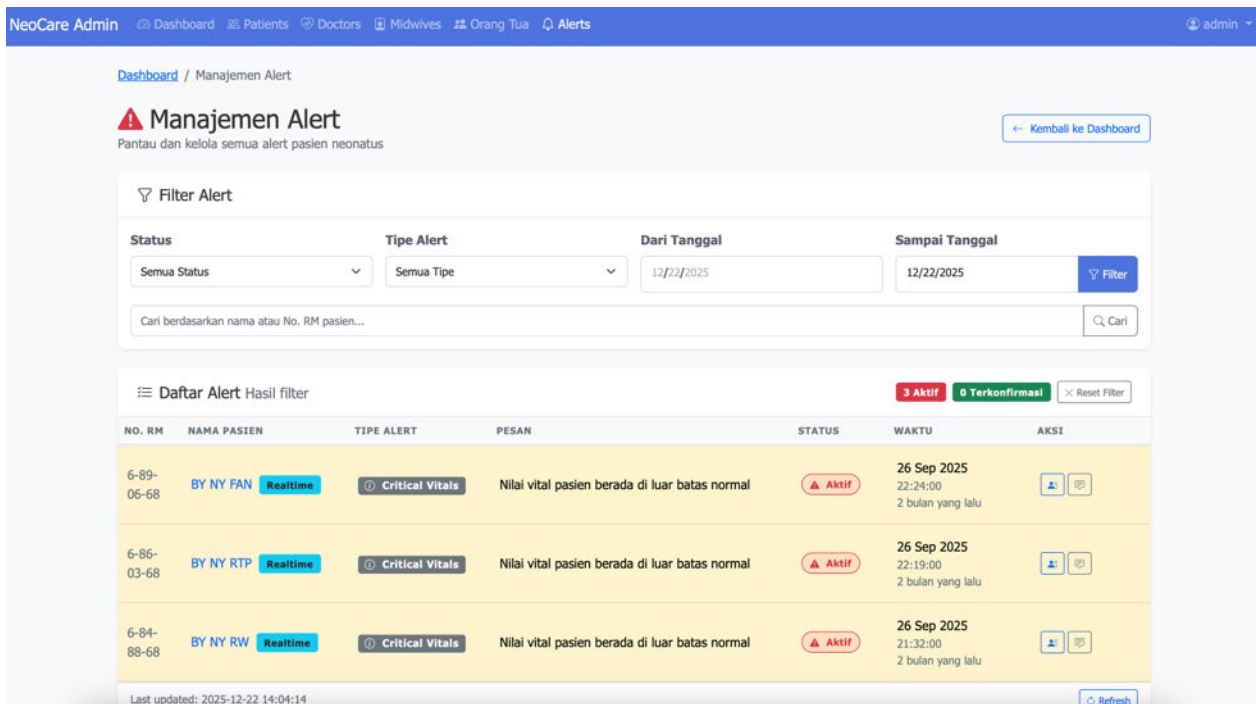 NeoCare Admin Dashboard Patients Doctors Midwives Orang Tua Alerts admin
Dashboard / Manajemen Alert
Manajemen Alert
Pantau dan kelola semua alert pasien neonatus
← Kembali ke Dashboard
Filter Alert
Status Tipe Alert Dari Tanggal Sampai Tanggal
Semua Status Semua Tipe 12/22/2025 12/22/2025 Filter
Cari berdasarkan nama atau No. RM pasien... Cari
Daftar Alert Hasil filter 3 Aktif 0 Terkonfirmasi × Reset Filter
NO. RM NAMA PASIEN TIPE ALERT PESAN STATUS WAKTU AKSI
6-89-
06-68
BY NY FAN Realtime Critical Vitals Nilai vital pasien berada di luar batas normal Aktif
26 Sep 2025
22:24:00
2 bulan yang lalu
6-86-
03-68
BY NY RTP Realtime Critical Vitals Nilai vital pasien berada di luar batas normal Aktif
26 Sep 2025
22:19:00
2 bulan yang lalu
6-84-
88-68
BY NY RW Realtime Critical Vitals Nilai vital pasien berada di luar batas normal Aktif
26 Sep 2025
21:32:00
2 bulan yang lalu
Last updated: 2025-12-22 14:04:14 Refresh